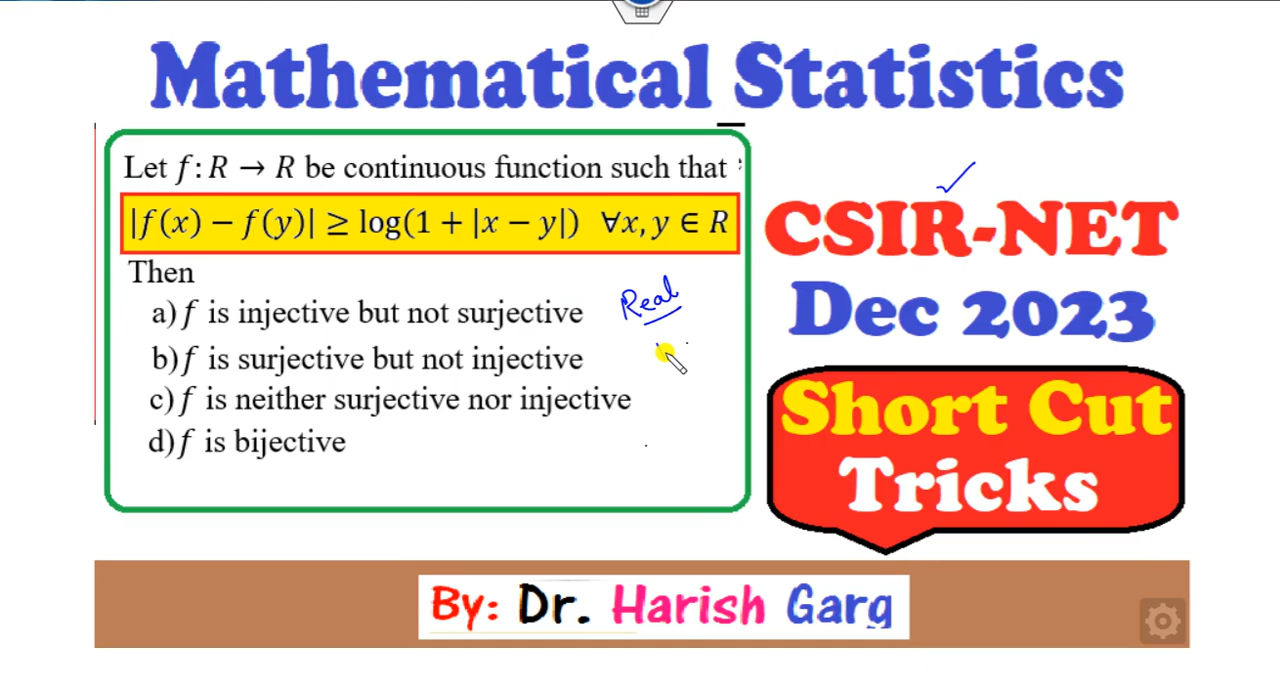 Mathematical Statistics
Let f: R → R be continuous function such that
|f(x) − f(y)| ≥ log(1 + |x − y|) ∀x, y ∈ R
Then
a) f is injective but not surjective
b) f is surjective but not injective
c) f is neither surjective nor injective
d) f is bijective
Real
CSIR-NET
Dec 2023
Short Cut
Tricks
By: Dr. Harish Garg